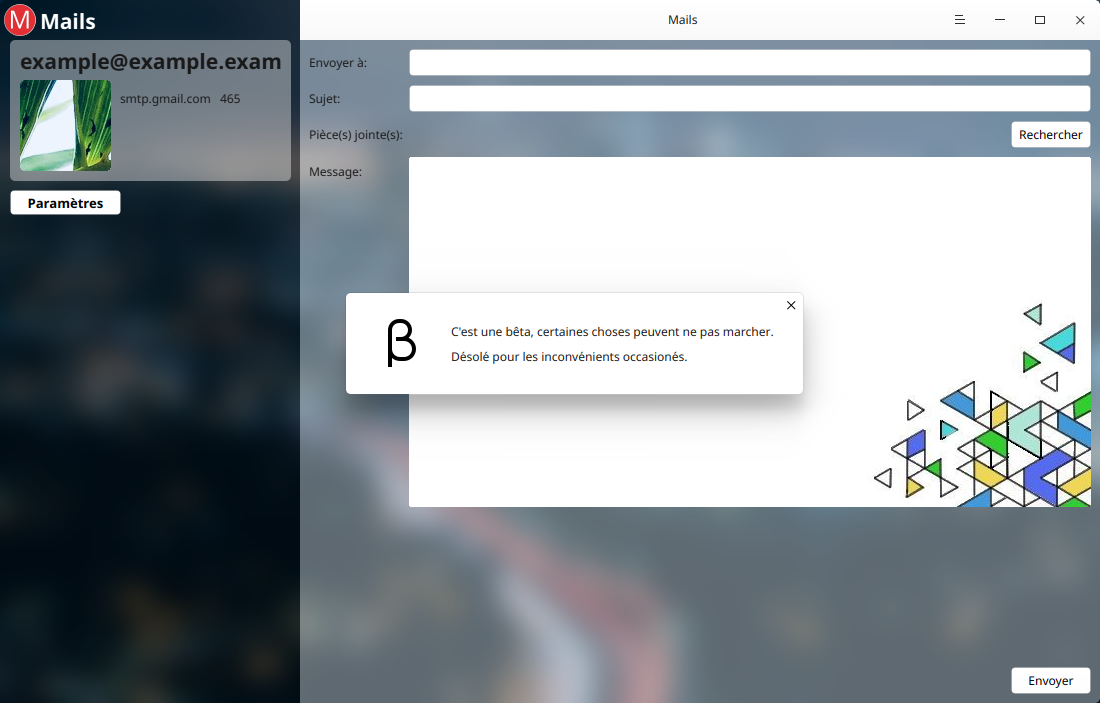 M Mails
Mails
example@example.exam
smtp.gmail.com 465
Paramètres
Envoyer à:
Sujet:
Pièce(s) jointe(s):
Rechercher
Message:
β
C'est une bêta, certaines choses peuvent ne pas marcher.
Désolé pour les inconvénients occasionés.
Envoyer